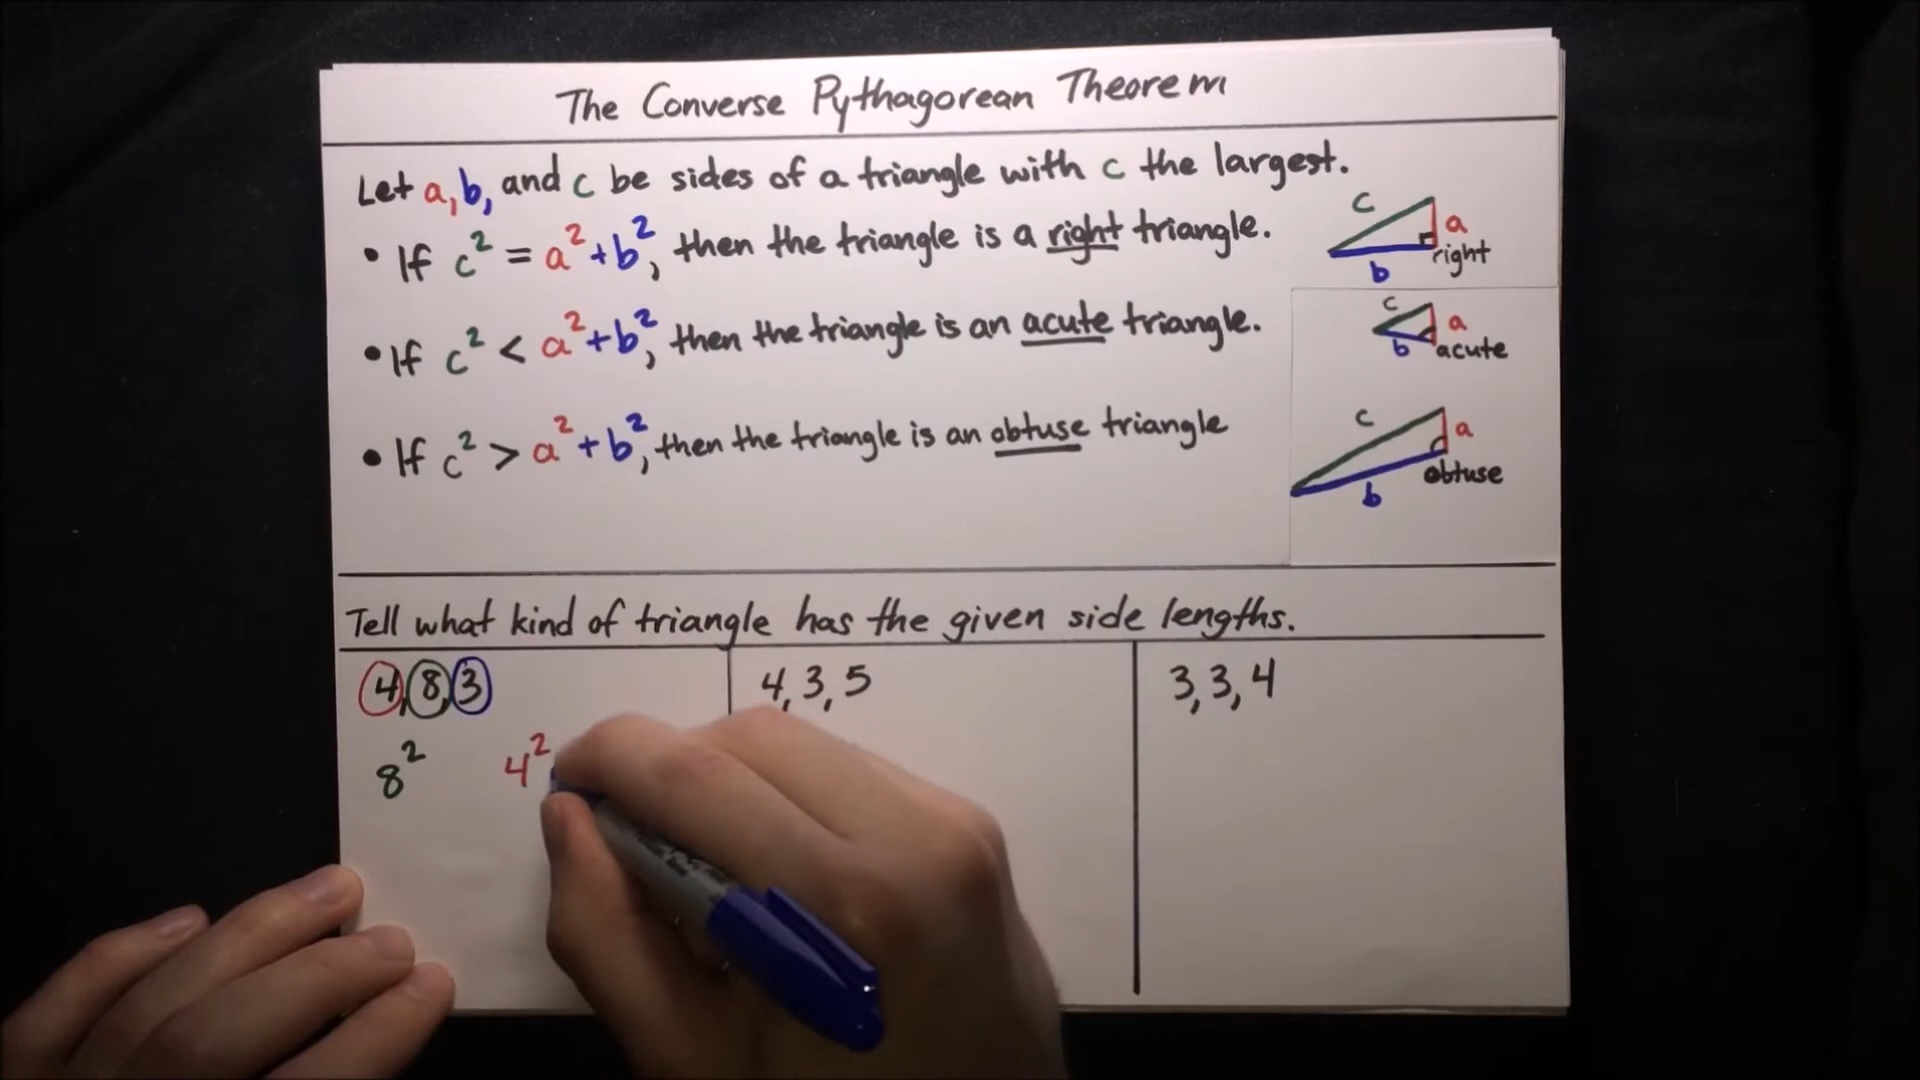 The Converse Pythagorean Theorem
Let a, b, and c be sides of a triangle with c the largest.
• If c² = a² + b², then the triangle is a right triangle.
c
a
right
b
• If c² < a² + b², then the triangle is an acute triangle.
c
a
b
acute
• If c² > a² + b², then the triangle is an obtuse triangle
c
a
obtuse
b
Tell what kind of triangle has the given side lengths.
4, 8, 3
8² 4²
4, 3, 5
3, 3, 4